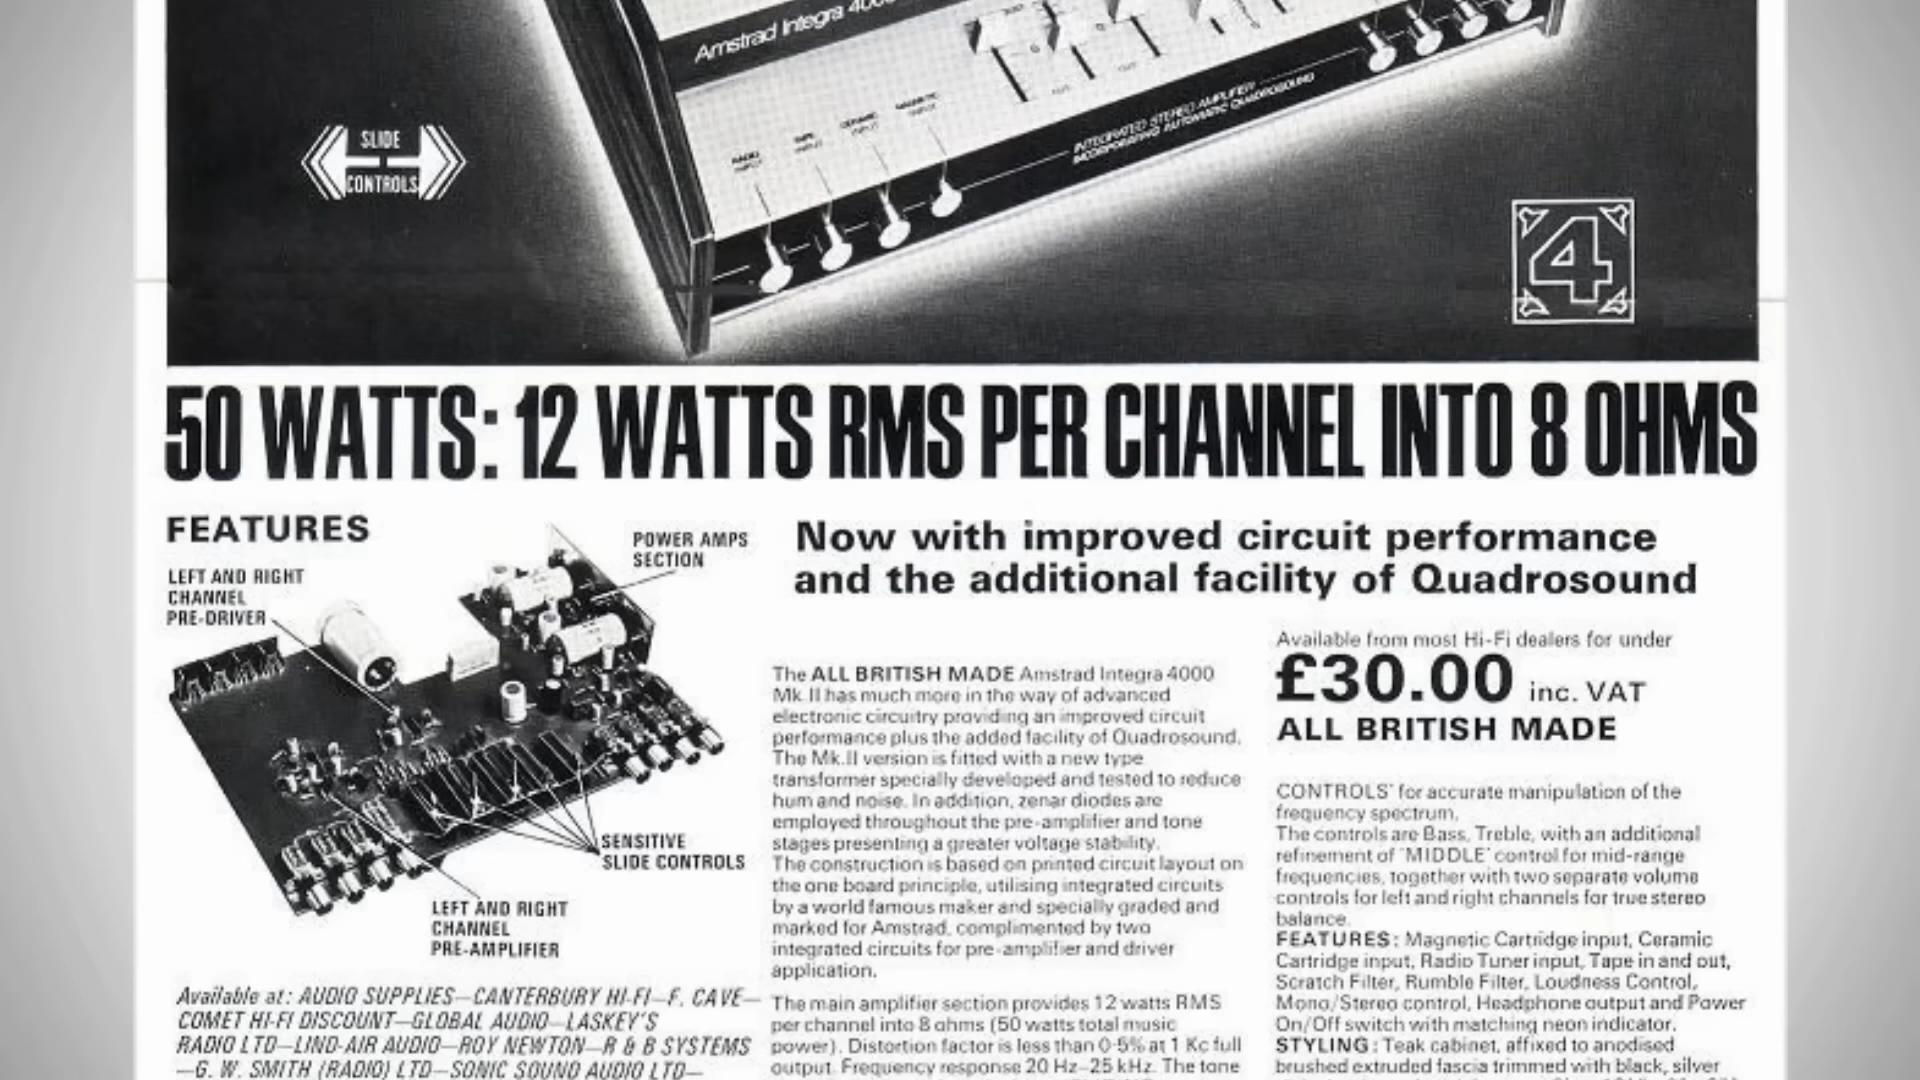 Amstrad Integra 4000
SLIDE
CONTROLS
RADIO
INPUT
TAPE
INPUT
CERAMIC
INPUT
MAGNETIC
INPUT
INTEGRATED STEREO AMPLIFIER
INCORPORATING AUTOMATIC QUADROSOUND
4
50 WATTS: 12 WATTS RMS PER CHANNEL INTO 8 OHMS
FEATURES
LEFT AND RIGHT
CHANNEL
PRE-DRIVER
POWER AMPS
SECTION
SENSITIVE
SLIDE CONTROLS
LEFT AND RIGHT
CHANNEL
PRE-AMPLIFIER
Available at: AUDIO SUPPLIES—CANTERBURY HI-FI—F. CAVE—
COMET HI-FI DISCOUNT—GLOBAL AUDIO—LASKEY'S
RADIO LTD—LIND-AIR AUDIO—ROY NEWTON—R & B SYSTEMS
—G. W. SMITH (RADIO) LTD—SONIC SOUND AUDIO LTD—
Now with improved circuit performance
and the additional facility of Quadrosound
The ALL BRITISH MADE Amstrad Integra 4000
Mk.II has much more in the way of advanced
electronic circuitry providing an improved circuit
performance plus the added facility of Quadrosound.
The Mk.II version is fitted with a new type
transformer specially developed and tested to reduce
hum and noise. In addition, zenar diodes are
employed throughout the pre-amplifier and tone
stages presenting a greater voltage stability.
The construction is based on printed circuit layout on
the one board principle, utilising integrated circuits
by a world famous maker and specially graded and
marked for Amstrad, complimented by two
integrated circuits for pre-amplifier and driver
application.
The main amplifier section provides 12 watts RMS
per channel into 8 ohms (50 watts total music
power). Distortion factor is less than 0·5% at 1 Kc full
output. Frequency response 20 Hz–25 kHz. The tone
Available from most Hi-Fi dealers for under
£30.00 inc. VAT
ALL BRITISH MADE
CONTROLS' for accurate manipulation of the
frequency spectrum.
The controls are Bass, Treble, with an additional
refinement of 'MIDDLE' control for mid-range
frequencies, together with two separate volume
controls for left and right channels for true stereo
balance.
FEATURES: Magnetic Cartridge input, Ceramic
Cartridge input, Radio Tuner input, Tape in and out,
Scratch Filter, Rumble Filter, Loudness Control,
Mono/Stereo control, Headphone output and Power
On/Off switch with matching neon indicator.
STYLING: Teak cabinet, affixed to anodised
brushed extruded fascia trimmed with black, silver